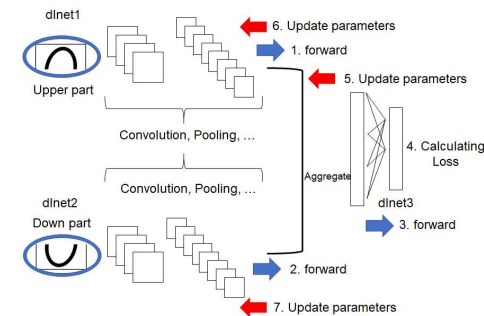 dlnet1
6. Update parameters
1. forward
Upper part
5. Update parameters
Convolution, Pooling, …
4. Calculating
Loss
Aggregate
Convolution, Pooling, …
dlnet2
dlnet3
Down part
3. forward
2. forward
7. Update parameters